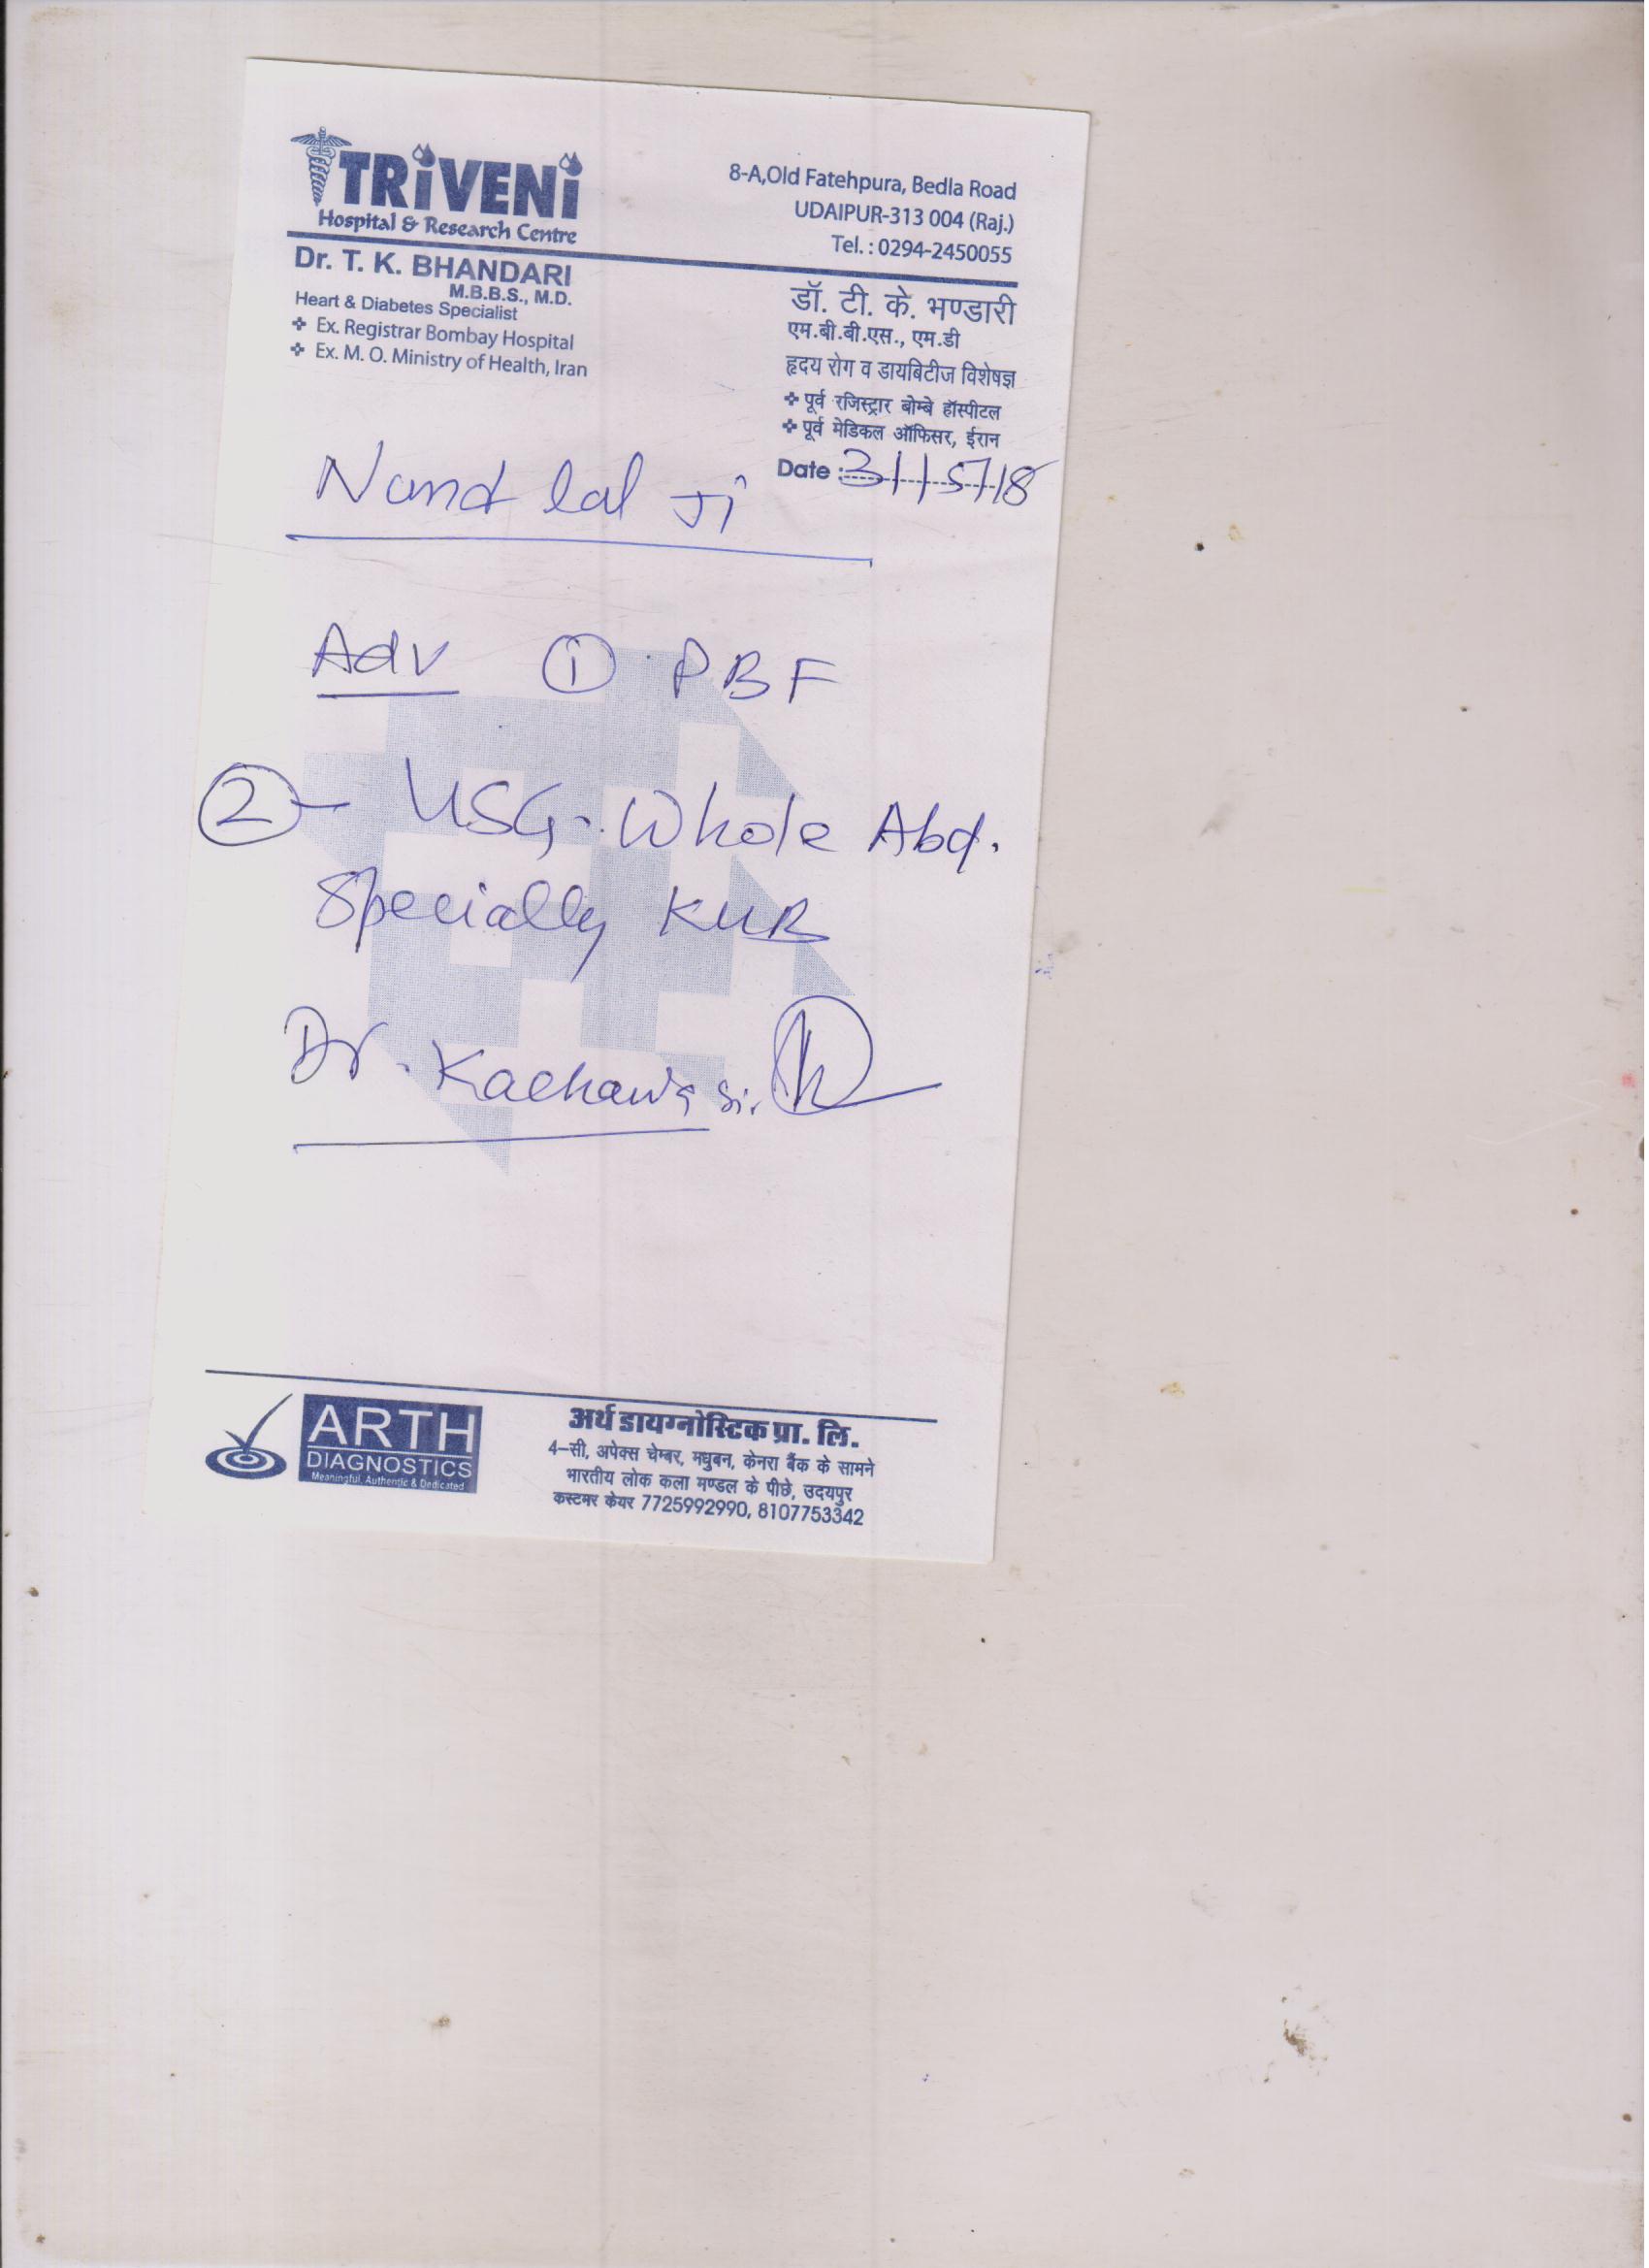 TRiVENi
Hospital & Research Centre
8-A,Old Fatehpura, Bedla Road
UDAIPUR-313 004 (Raj.)
Tel. : 0294-2450055
Dr. T. K. BHANDARI
M.B.B.S., M.D.
Heart & Diabetes Specialist
❖ Ex. Registrar Bombay Hospital
❖ Ex. M. O. Ministry of Health, Iran
डॉ. टी. के. भण्डारी
एम.बी.बी.एस., एम.डी
हृदय रोग व डायबिटीज विशेषज्ञ
❖ पूर्व रजिस्ट्रार बोम्बे हॉस्पीटल
❖ पूर्व मेडिकल ऑफिसर, ईरान
Date : 31/5/18
Nand lal Ji
Adv ① PBF
② - USG. Whole Abd.
Specially KUB
Dr. Kachawa Sir.
ARTH
DIAGNOSTICS
Meaningful, Authentic & Dedicated
अर्थ डायग्नोस्टिक प्रा. लि.
4-सी, अपेक्स चेम्बर, मधुबन, केनरा बैंक के सामने
भारतीय लोक कला मण्डल के पीछे, उदयपुर
कस्टमर केयर 7725992990, 8107753342